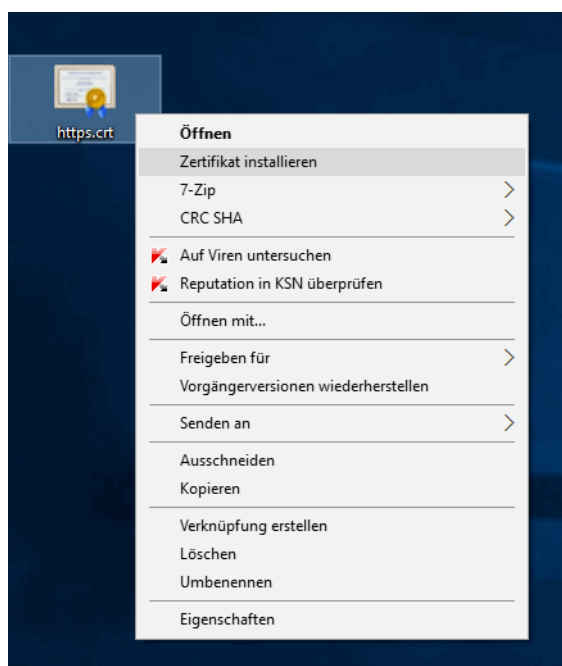 https.crt
Öffnen
Zertifikat installieren
7-Zip
CRC SHA
Auf Viren untersuchen
Reputation in KSN überprüfen
Öffnen mit...
Freigeben für
Vorgängerversionen wiederherstellen
Senden an
Ausschneiden
Kopieren
Verknüpfung erstellen
Löschen
Umbenennen
Eigenschaften